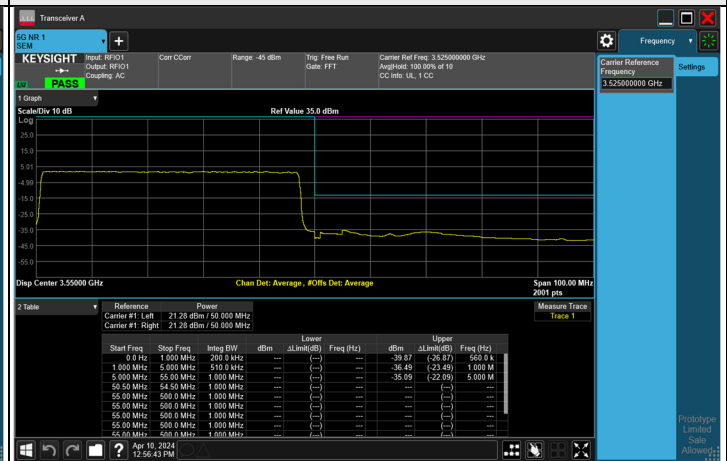 Transceiver A
5G NR 1
SEM
Frequency
KEYSIGHT
Input: RFIO1
Output: RFIO1
Coupling: AC
Corr CCorr
Range: -45 dBm
Trig: Free Run
Gate: FFT
Carrier Ref Freq: 3.525000000 GHz
Avg|Hold: 100.00% of 10
CC Info: UL, 1 CC
LXI
PASS
Carrier Reference
Frequency
3.525000000 GHz
Settings
1 Graph
Scale/Div 10 dB
Ref Value 35.0 dBm
Log
25.0
15.0
5.01
-4.99
-15.0
-25.0
-35.0
-45.0
-55.0
Disp Center 3.55000 GHz
Chan Det: Average , #Offs Det: Average
Span 100.00 MHz
2001 pts
2 Table
Reference Power
Carrier #1: Left 21.28 dBm / 50.000 MHz
Carrier #1: Right 21.28 dBm / 50.000 MHz
Measure Trace
Trace 1
Lower Upper
Start Freq Stop Freq Integ BW dBm ΔLimit(dB) Freq (Hz) dBm ΔLimit(dB) Freq (Hz)
0.0 Hz 1.000 MHz 200.0 kHz --- (---) --- -39.87 (-26.87) 560.0 k
1.000 MHz 5.000 MHz 510.0 kHz --- (---) --- -36.49 (-23.49) 1.000 M
5.000 MHz 55.00 MHz 1.000 MHz --- (---) --- -35.09 (-22.09) 5.000 M
50.50 MHz 54.50 MHz 1.000 MHz --- (---) --- --- (---) ---
55.00 MHz 500.0 MHz 1.000 MHz --- (---) --- --- (---) ---
55.00 MHz 500.0 MHz 1.000 MHz --- (---) --- --- (---) ---
55.00 MHz 500.0 MHz 1.000 MHz --- (---) --- --- (---) ---
55.00 MHz 500.0 MHz 1.000 MHz --- (---) --- --- (---) ---
55.00 MHz 500.0 MHz 1.000 MHz --- (---) --- --- (---) ---
Prototype
Limited
Sale
Allowed
?
Apr 10, 2024
12:56:43 PM